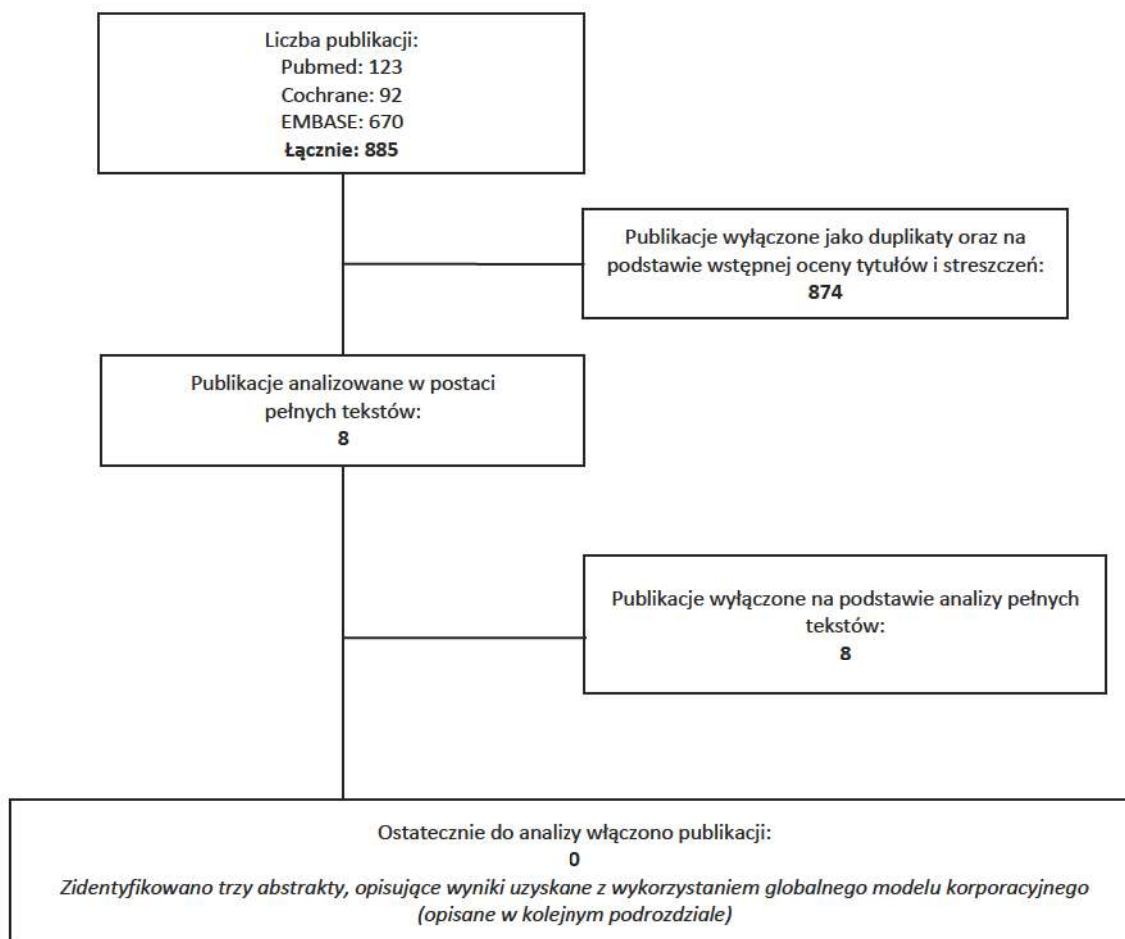 Liczba publikacji:
Pubmed: 123
Cochrane: 92
EMBASE: 670
Łącznie: 885
Publikacje wyłączone jako duplikaty oraz na
podstawie wstępnej oceny tytułów i streszczeń:
874
Publikacje analizowane w postaci
pełnych tekstów:
8
Publikacje wyłączone na podstawie analizy pełnych
tekstów:
8
Ostatecznie do analizy włączono publikacji:
0
Zidentyfikowano trzy abstrakty, opisujące wyniki uzyskane z wykorzystaniem globalnego modelu korporacyjnego
(opisane w kolejnym podrozdziale)